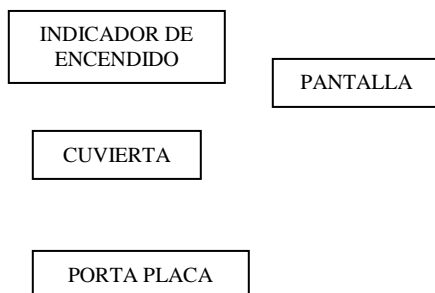 INDICADOR DE
ENCENDIDO
PANTALLA
CUVIERTA
PORTA PLACA